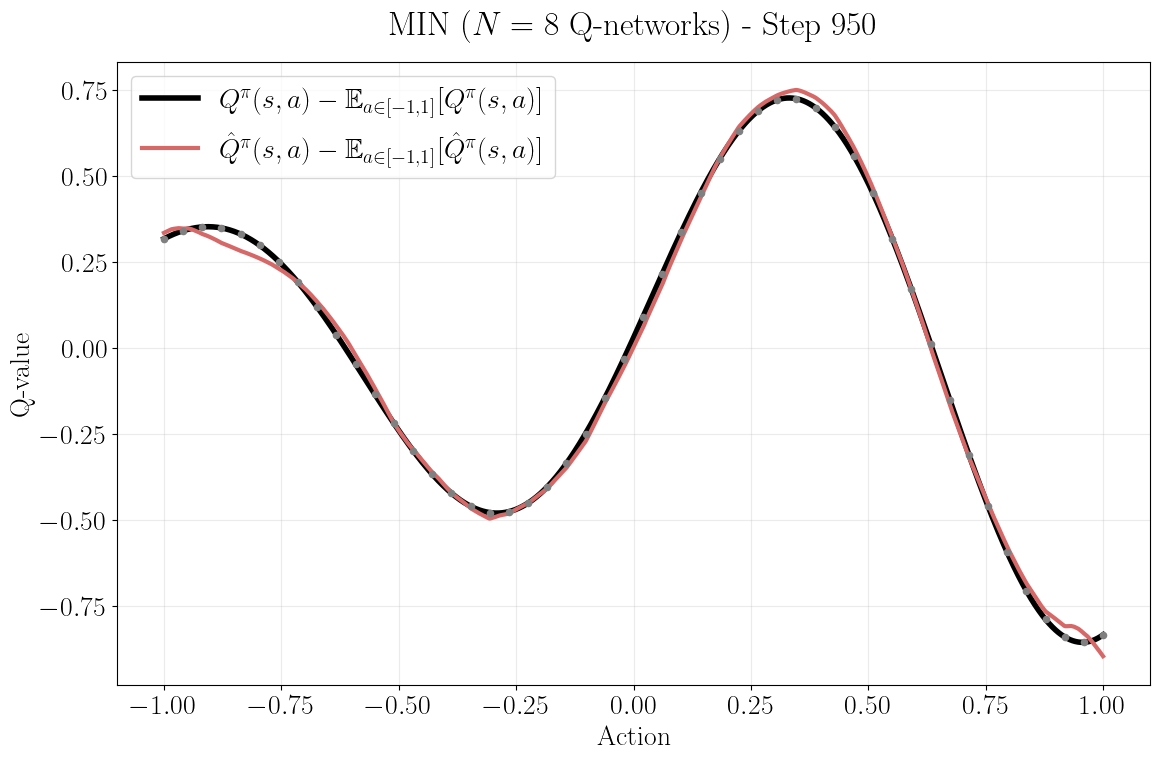 MIN (N = 8 Q-networks) - Step 950
Q^π(s, a) − 𝔼_{a∈[−1,1]}[Q^π(s, a)]
Q̂^π(s, a) − 𝔼_{a∈[−1,1]}[Q̂^π(s, a)]
0.75
0.50
0.25
0.00
−0.25
−0.50
−0.75
Q-value
−1.00 −0.75 −0.50 −0.25 0.00 0.25 0.50 0.75 1.00
Action